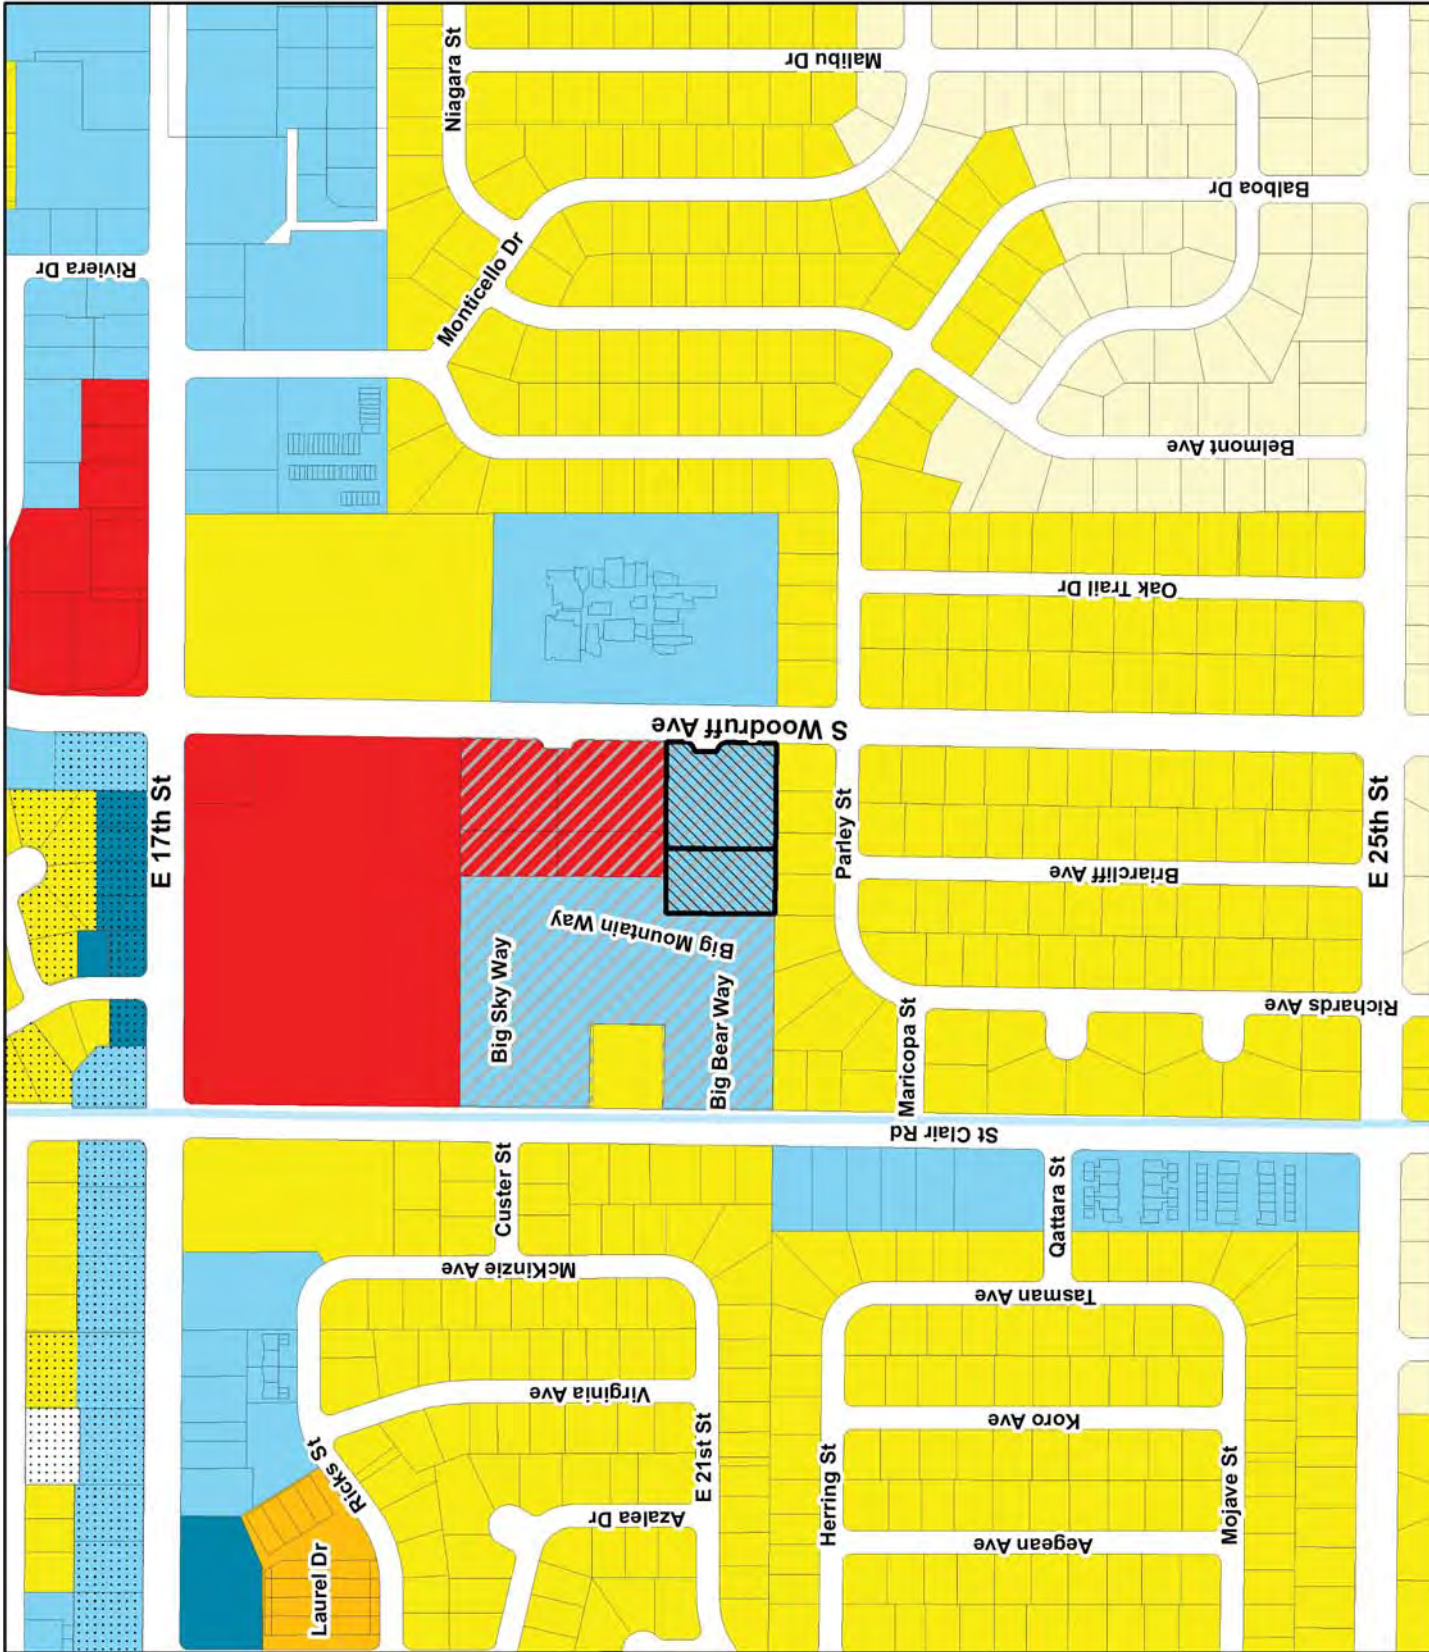 Niagara St
Malibu Dr
Balboa Dr
Riviera Dr
Monticello Dr
Belmont Ave
Oak Trail Dr
S Woodruff Ave
E 17th St
Parley St
Briarcliff Ave
E 25th St
Big Mountain Way
Big Sky Way
Big Bear Way
Maricopa St
Richards Ave
St Clair Rd
Custer St
Qattara St
McKinzie Ave
Tasman Ave
Virginia Ave
Koro Ave
Ricks St
E 21st St
Herring St
Mojave St
Azalea Dr
Aegean Ave
Laurel Dr